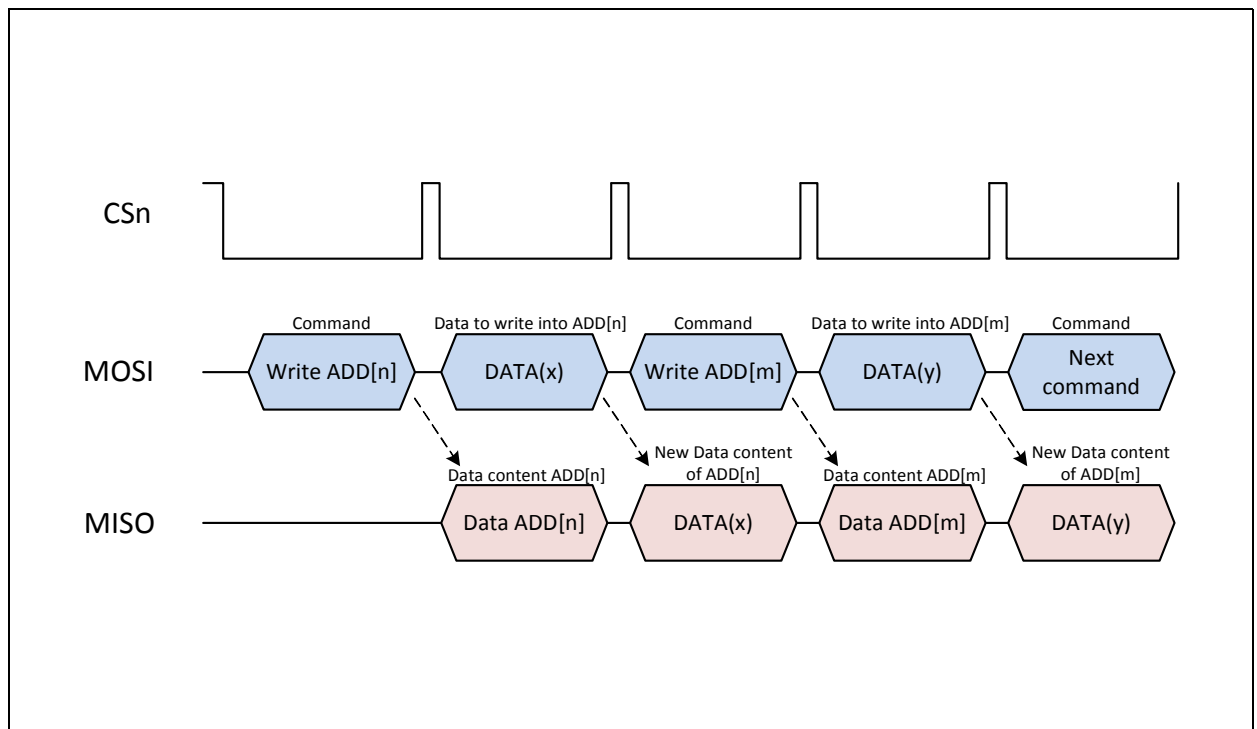 CSn
Command
Data to write into ADD[n]
Command
Data to write into ADD[m]
Command
MOSI
Write ADD[n]
DATA(x)
Write ADD[m]
DATA(y)
Next
command
Data content ADD[n]
New Data content
of ADD[n]
Data content ADD[m]
New Data content
of ADD[m]
MISO
Data ADD[n]
DATA(x)
Data ADD[m]
DATA(y)